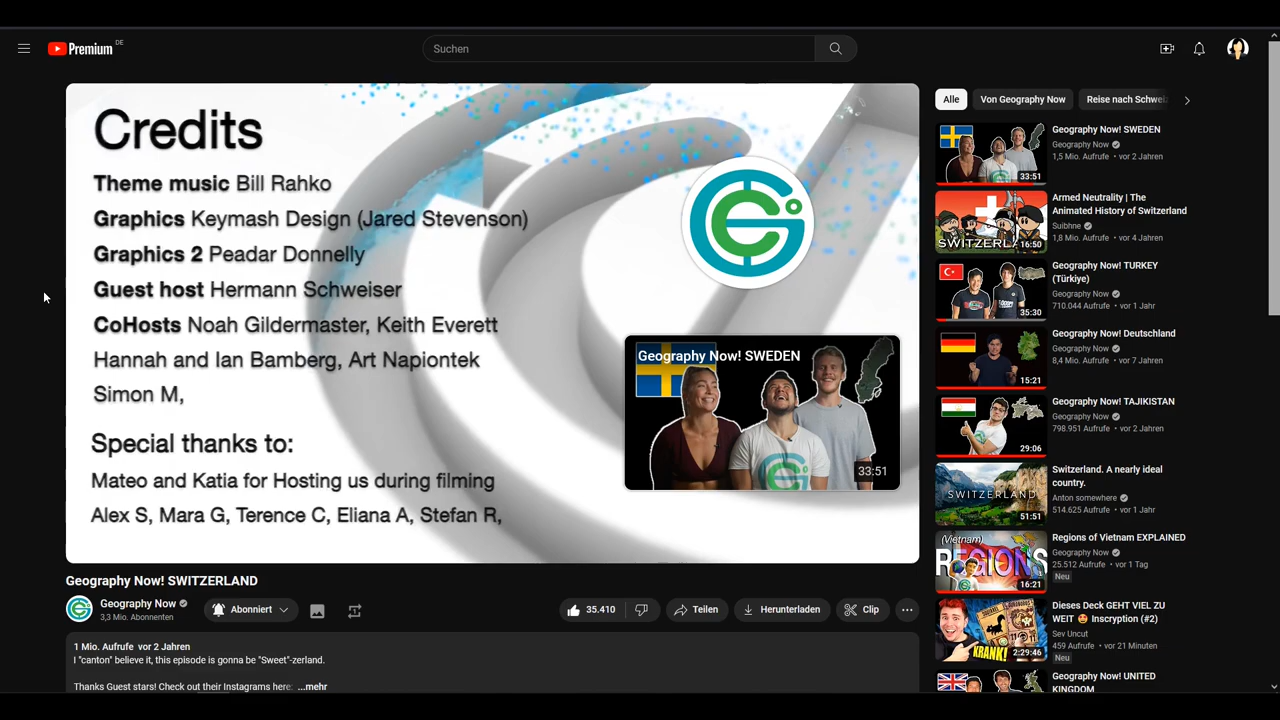 Premium DE
Suchen
Credits
Theme music Bill Rahko
Graphics Keymash Design (Jared Stevenson)
Graphics 2 Peadar Donnelly
Guest host Hermann Schweiser
CoHosts Noah Gildermaster, Keith Everett
Hannah and Ian Bamberg, Art Napiontek
Simon M,
Special thanks to:
Mateo and Katia for Hosting us during filming
Alex S, Mara G, Terence C, Eliana A, Stefan R,
Geography Now! SWEDEN
33:51
Geography Now! SWITZERLAND
Geography Now
3,3 Mio. Abonnenten
Abonniert
35.410
Teilen
Herunterladen
Clip
1 Mio. Aufrufe vor 2 Jahren
I "canton" believe it, this episode is gonna be "Sweet"-zerland.
Thanks Guest stars! Check out their Instagrams here: ...mehr
Alle
Von Geography Now
Reise nach Schweiz
33:51
Geography Now! SWEDEN
Geography Now
1,5 Mio. Aufrufe • vor 2 Jahren
SWITZERLA
16:50
Armed Neutrality | The
Animated History of Switzerland
Suibhne
1,8 Mio. Aufrufe • vor 4 Jahren
35:30
Geography Now! TURKEY
(Türkiye)
Geography Now
710.044 Aufrufe • vor 1 Jahr
15:21
Geography Now! Deutschland
Geography Now
8,4 Mio. Aufrufe • vor 7 Jahren
29:06
Geography Now! TAJIKISTAN
Geography Now
798.951 Aufrufe • vor 2 Jahren
SWITZERLAND
51:51
Switzerland. A nearly ideal
country.
Anton somewhere
514.625 Aufrufe • vor 1 Jahr
(Vietnam)
REGIONS
16:21
Regions of Vietnam EXPLAINED
Geography Now
25.512 Aufrufe • vor 1 Tag
Neu
KRANK!
2:29:46
Dieses Deck GEHT VIEL ZU
WEIT 🤩 Inscryption (#2)
Sev Uncut
459 Aufrufe • vor 21 Minuten
Neu
Geography Now! UNITED
KINGDOM